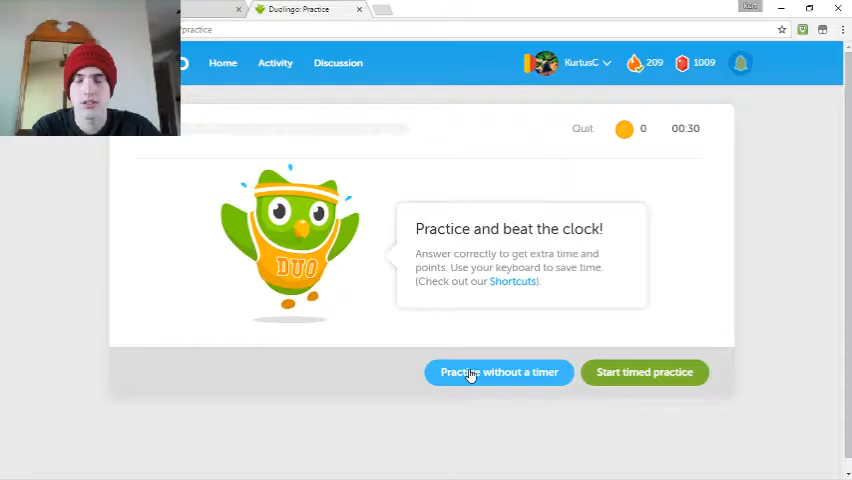 Duolingo: Practice
Kurt
practice
Home Activity Discussion KurtusC 209 1009
Quit 0 00:30
DUO
Practice and beat the clock!
Answer correctly to get extra time and
points. Use your keyboard to save time.
(Check out our Shortcuts).
Practice without a timer Start timed practice